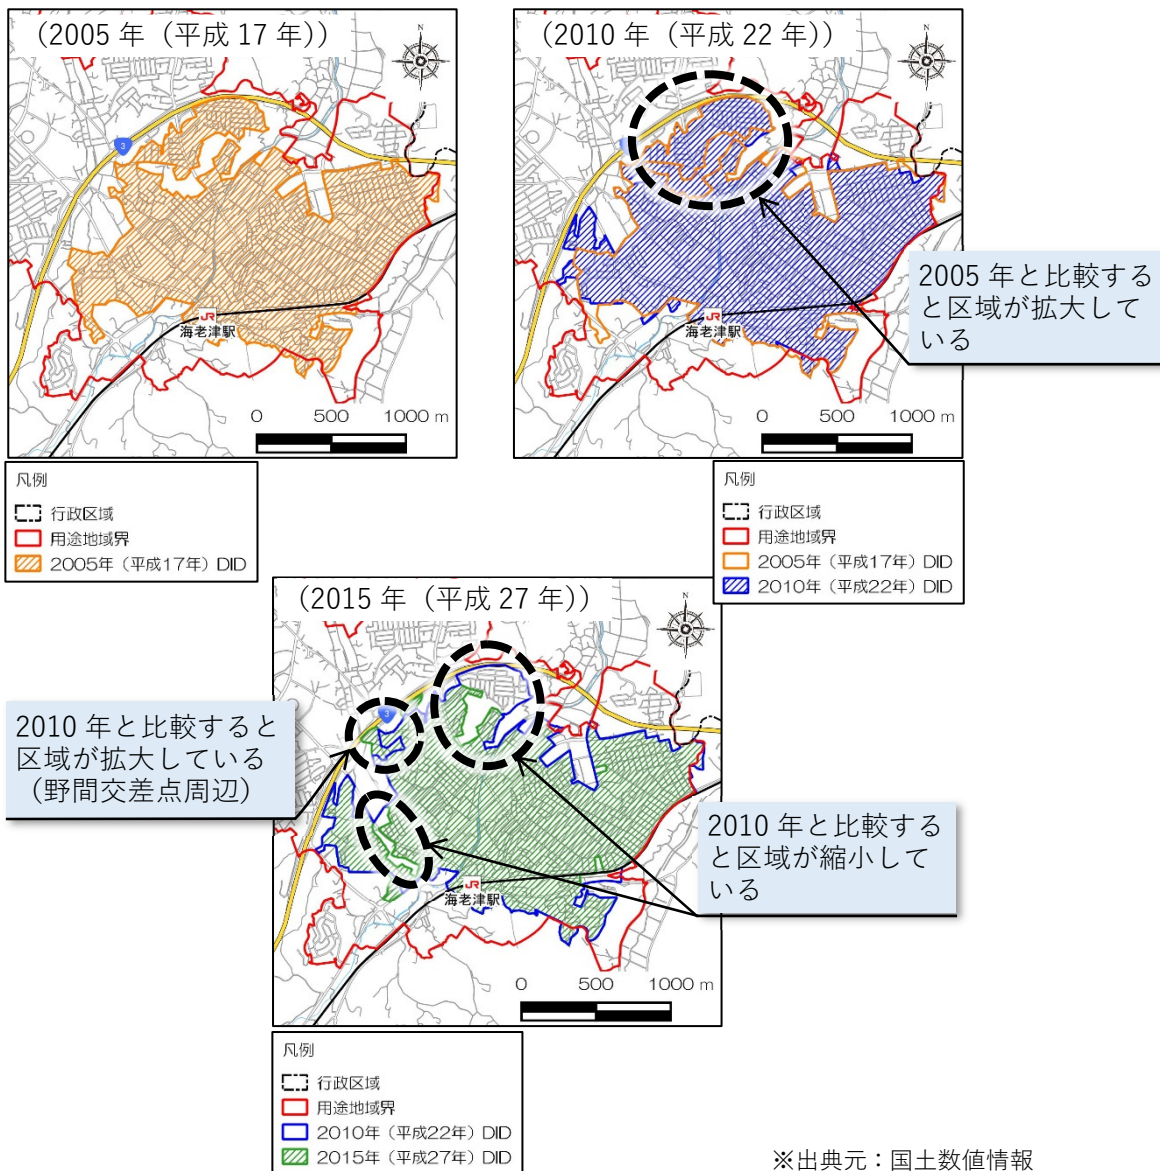 (2005 年（平成 17 年))
N
3
JR
海老津駅
0 500 1000 m
凡例
行政区域
用途地域界
2005年（平成17年）DID
(2010 年（平成 22 年))
N
JR
海老津駅
0 500 1000 m
2005 年と比較する
と区域が拡大して
いる
凡例
行政区域
用途地域界
2005年（平成17年）DID
2010年（平成22年）DID
(2015 年（平成 27 年))
N
3
JR
海老津駅
0 500 1000 m
2010 年と比較すると
区域が拡大している
（野間交差点周辺）
2010 年と比較する
と区域が縮小して
いる
凡例
行政区域
用途地域界
2010年（平成22年）DID
2015年（平成27年）DID
※出典元：国土数値情報